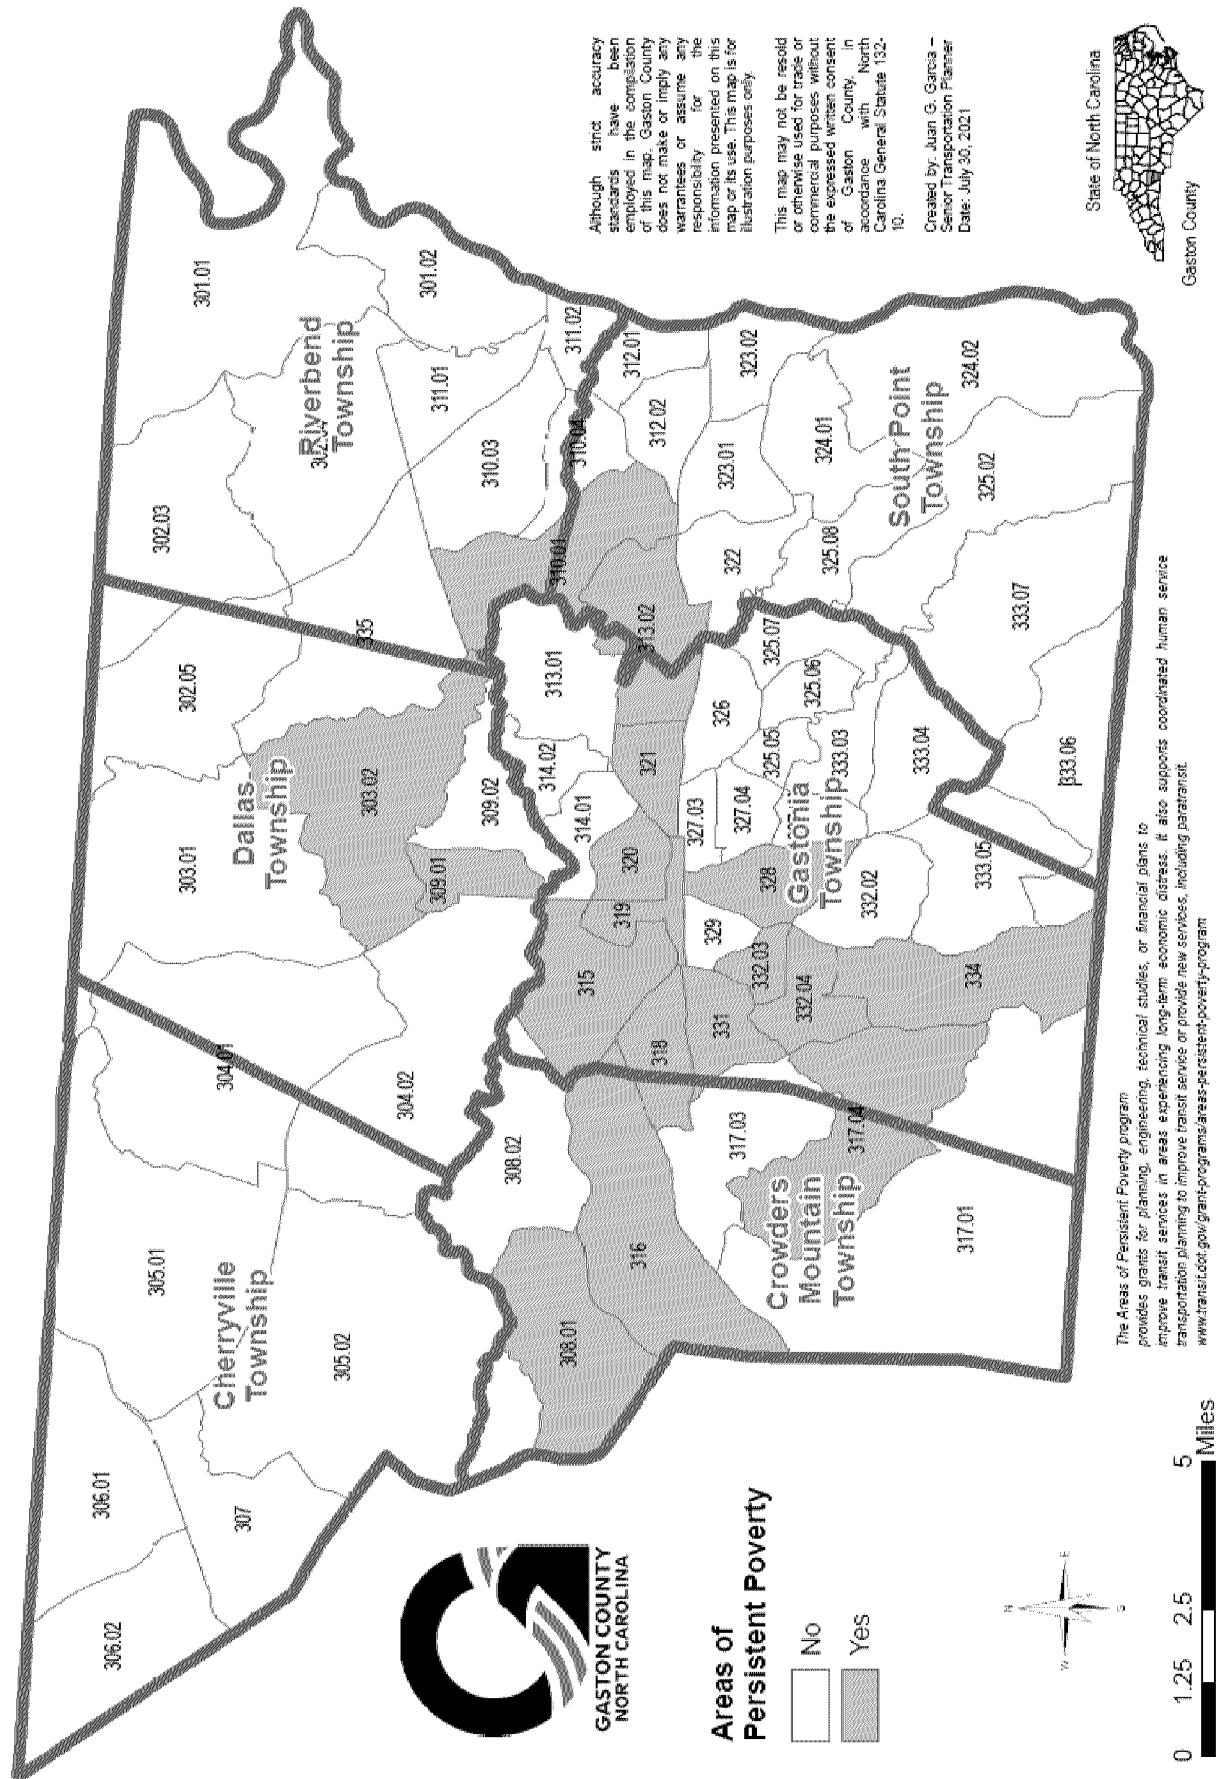 306.02
306.01
307
305.01
305.02
Cherryville
Township
304.01
304.02
303.01
302.05
Dallas
Township
303.02
309.01
309.02
335
302.03
301.01
Riverbend
Township
301.02
311.01
310.03
311.02
310.04
310.01
308.02
308.01
316
317.03
317.04
317.01
Crowders
Mountain
Township
313.01
314.02
314.01
313.02
321
320
319
315
318
331
329
328
332.03
332.04
334
327.03
327.04
326
325.05
325.06
325.07
Gastonia
Township
333.03
333.04
332.02
333.05
333.06
333.07
312.01
312.02
323.02
323.01
322
324.01
325.08
South Point
Township
324.02
325.02
Although strict accuracy
standards have been
employed in the compilation
of this map, Gaston County
does not make or imply any
warrantees or assume any
responsibility for the
information presented on this
map or its use. This map is for
illustration purposes only.
This map may not be resold
or otherwise used for trade or
commercial purposes without
the expressed written consent
of Gaston County, in
accordance with North
Carolina General Statute 132-
10.
Created by: Juan G. Garcia –
Senior Transportation Planner
Date: July 30, 2021
State of North Carolina
Gaston County
GASTON COUNTY
NORTH CAROLINA
Areas of
Persistent Poverty
No
Yes
N
W
E
S
0 1.25 2.5 5
Miles
The Areas of Persistent Poverty program
provides grants for planning, engineering, technical studies, or financial plans to
improve transit services in areas experiencing long-term economic distress. It also supports coordinated human service
transportation planning to improve transit service or provide new services, including paratransit.
www.transit.dot.gov/grant-programs/areas-persistent-poverty-program